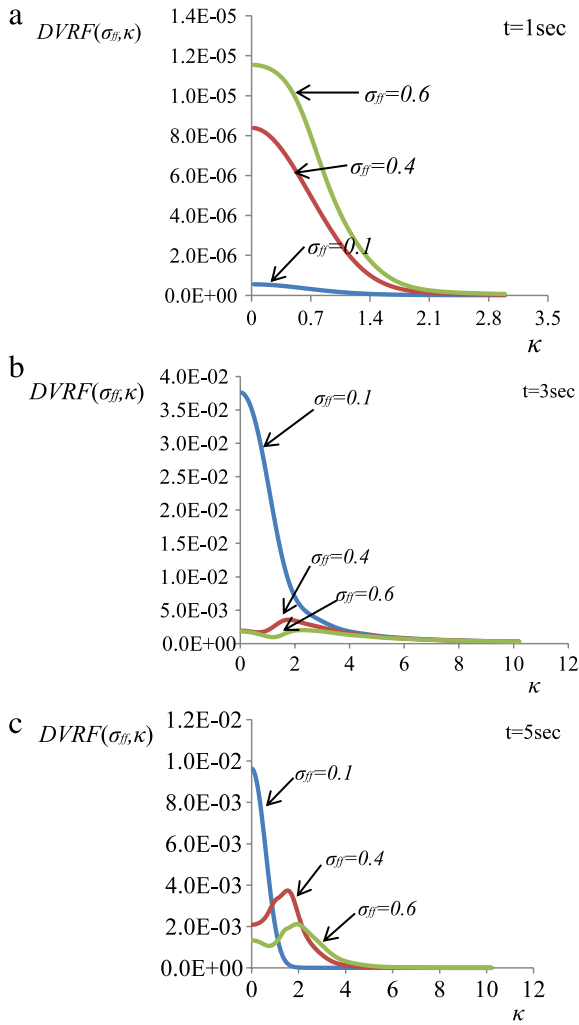 a
DVRF(σff,κ)
t=1sec
1.4E-05
1.2E-05
1.0E-05
8.0E-06
6.0E-06
4.0E-06
2.0E-06
0.0E+00
σff=0.6
σff=0.4
σff=0.1
0 0.7 1.4 2.1 2.8 3.5
κ
b
DVRF(σff,κ)
t=3sec
4.0E-02
3.5E-02
3.0E-02
2.5E-02
2.0E-02
1.5E-02
1.0E-02
5.0E-03
0.0E+00
σff=0.1
σff=0.4
σff=0.6
0 2 4 6 8 10 12
κ
c
DVRF(σff,κ)
t=5sec
1.2E-02
1.0E-02
8.0E-03
6.0E-03
4.0E-03
2.0E-03
0.0E+00
σff=0.1
σff=0.4
σff=0.6
0 2 4 6 8 10 12
κ